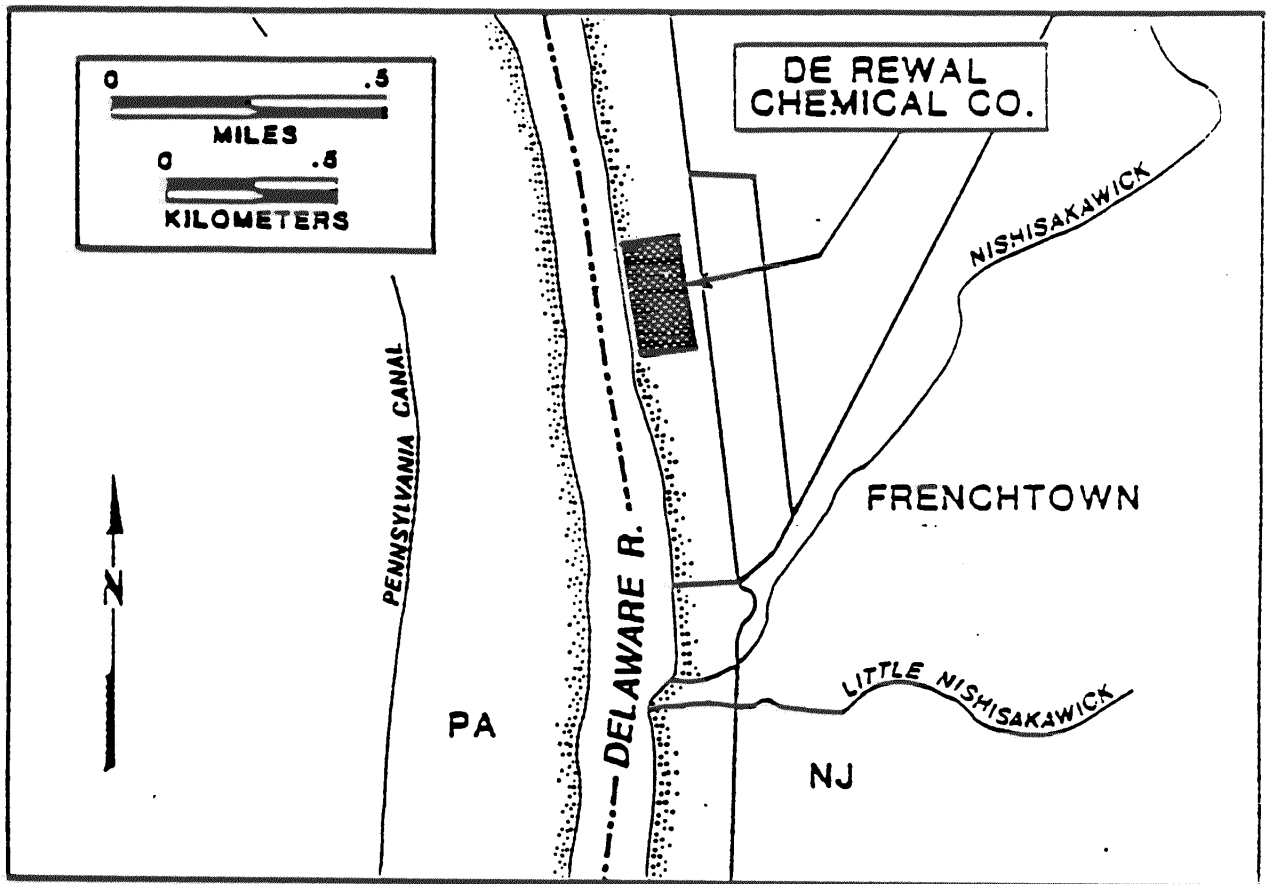 0 .5
MILES
0 .5
KILOMETERS
DE REWAL
CHEMICAL CO.
NISHISAKAWICK
PENNSYLVANIA CANAL
FRENCHTOWN
N
DELAWARE R.
LITTLE NISHISAKAWICK
PA
NJ